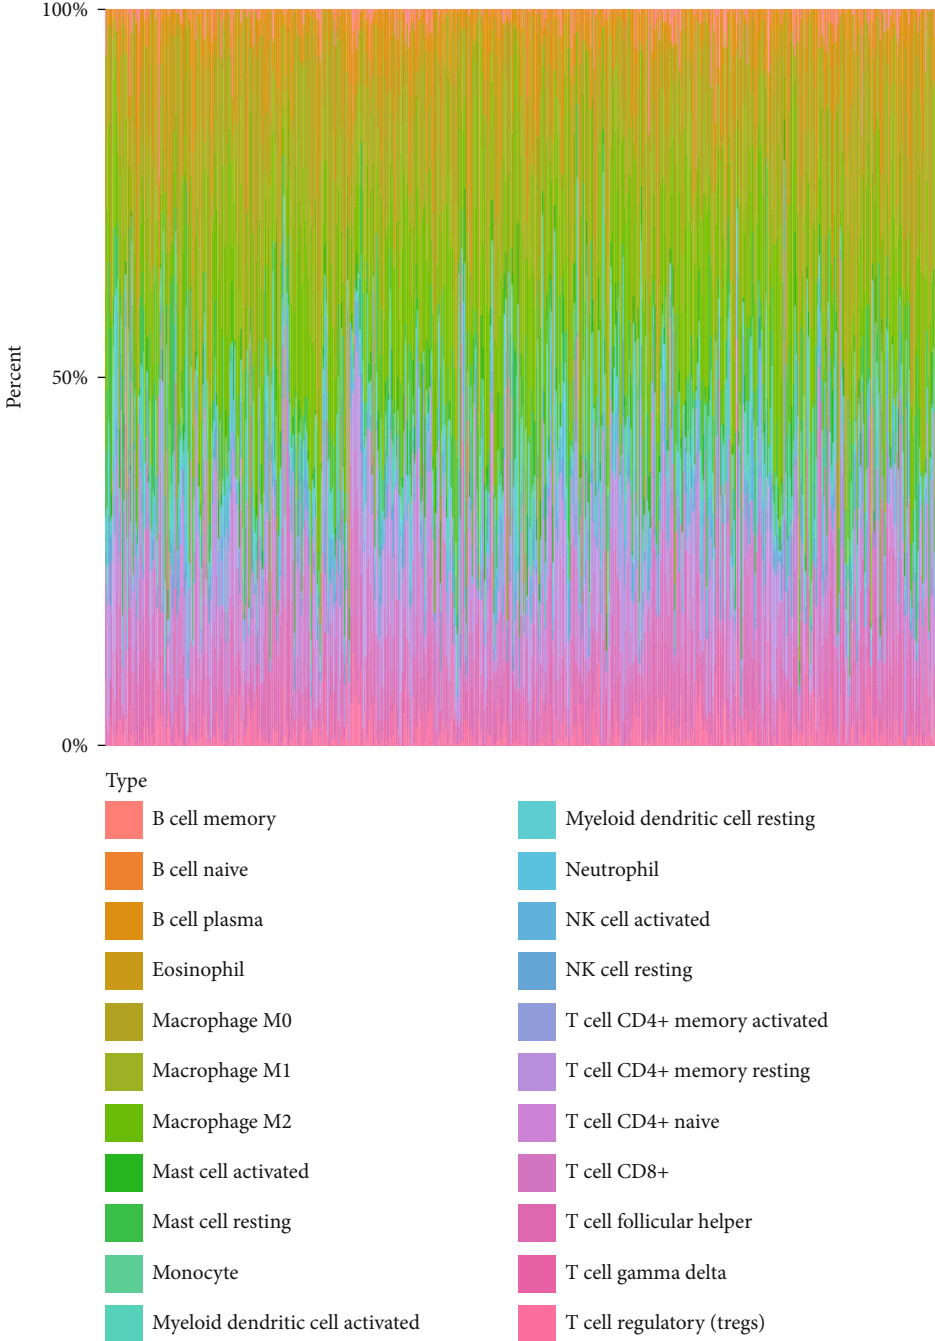 100%
50%
0%
Percent
Type
B cell memory
B cell naive
B cell plasma
Eosinophil
Macrophage M0
Macrophage M1
Macrophage M2
Mast cell activated
Mast cell resting
Monocyte
Myeloid dendritic cell activated
Myeloid dendritic cell resting
Neutrophil
NK cell activated
NK cell resting
T cell CD4+ memory activated
T cell CD4+ memory resting
T cell CD4+ naive
T cell CD8+
T cell follicular helper
T cell gamma delta
T cell regulatory (tregs)